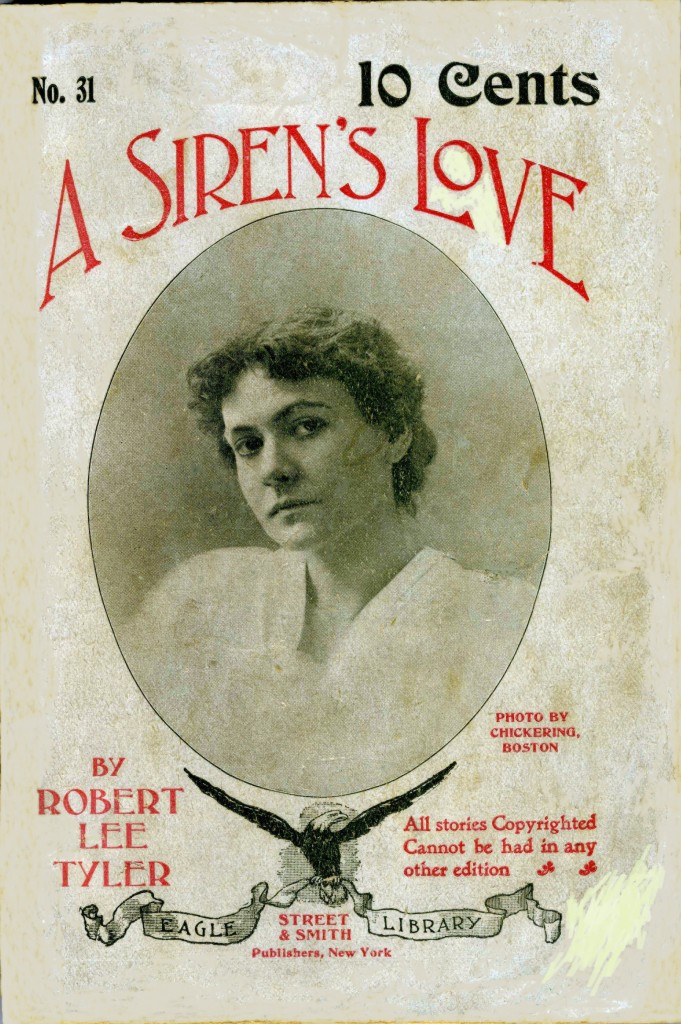 No. 31
10 Cents
A SIREN'S LOVE
PHOTO BY
CHICKERING,
BOSTON
BY
ROBERT
LEE
TYLER
All stories Copyrighted
Cannot be had in any
other edition
EAGLE
LIBRARY
STREET
& SMITH
Publishers, New York